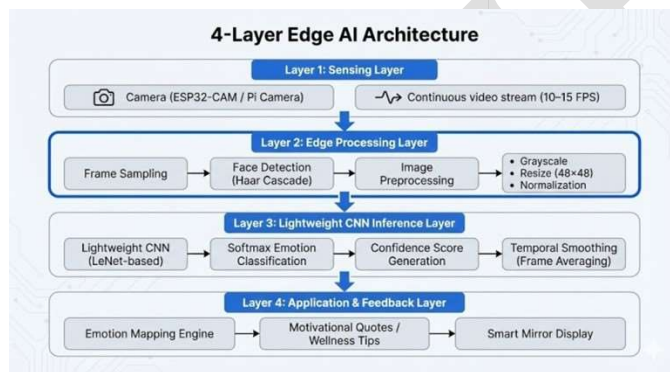 4-Layer Edge AI Architecture
Layer 1: Sensing Layer
Camera (ESP32-CAM / Pi Camera)
Continuous video stream (10–15 FPS)
Layer 2: Edge Processing Layer
Frame Sampling
Face Detection
(Haar Cascade)
Image
Preprocessing
• Grayscale
• Resize (48×48)
• Normalization
Layer 3: Lightweight CNN Inference Layer
Lightweight CNN
(LeNet-based)
Softmax Emotion
Classification
Confidence Score
Generation
Temporal Smoothing
(Frame Averaging)
Layer 4: Application & Feedback Layer
Emotion Mapping Engine
Motivational Quotes /
Wellness Tips
Smart Mirror Display